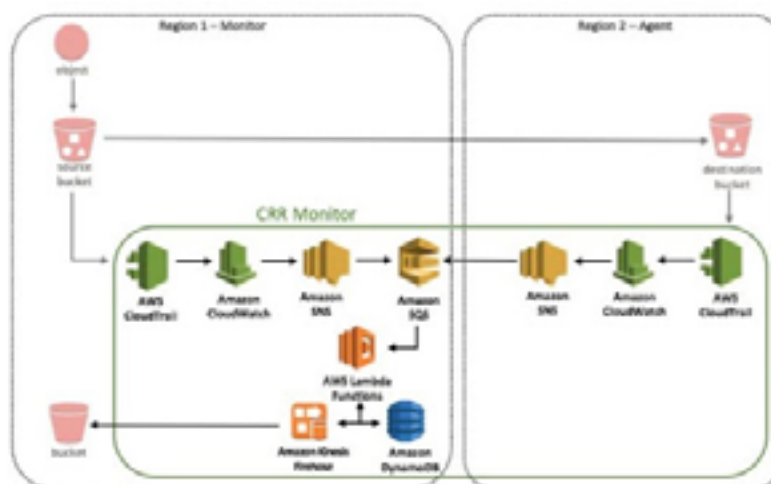 Region 1 – Monitor
Region 2 – Agent
object
source
bucket
destination
bucket
CRR Monitor
AWS
CloudTrail
Amazon
CloudWatch
Amazon
SNS
Amazon
SQS
Amazon
SNS
Amazon
CloudWatch
AWS
CloudTrail
AWS Lambda
Functions
bucket
Amazon Kinesis
Firehose
Amazon
DynamoDB